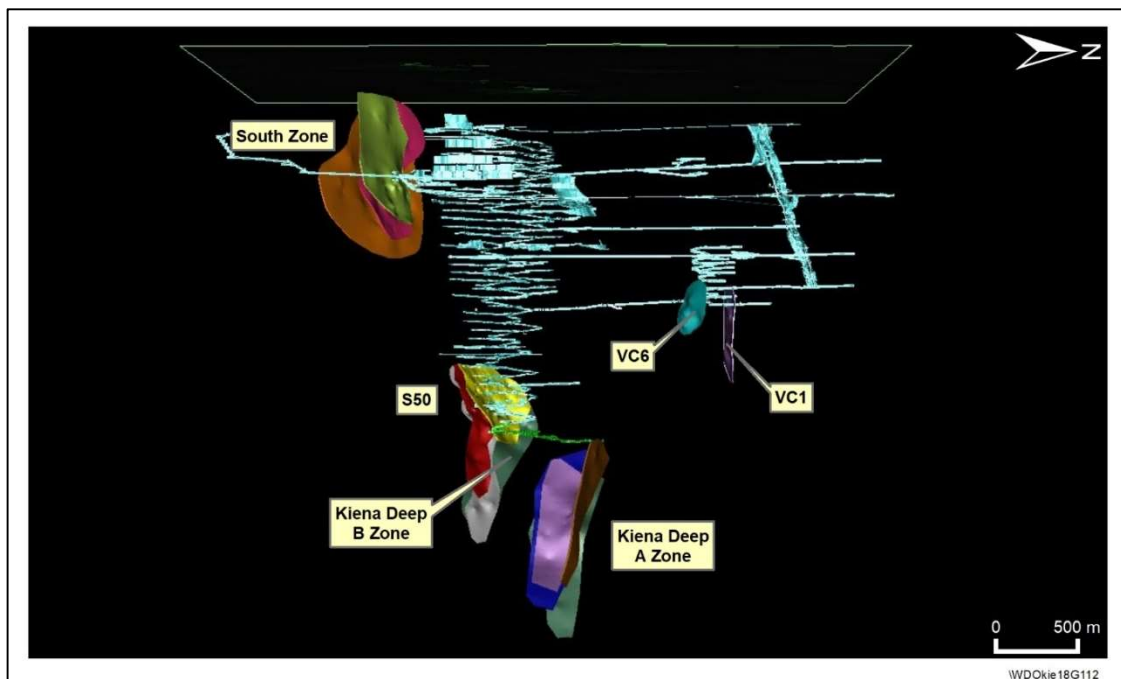 N
South Zone
VC6
VC1
S50
Kiena Deep
B Zone
Kiena Deep
A Zone
0 500 m
\WDOkie18G112